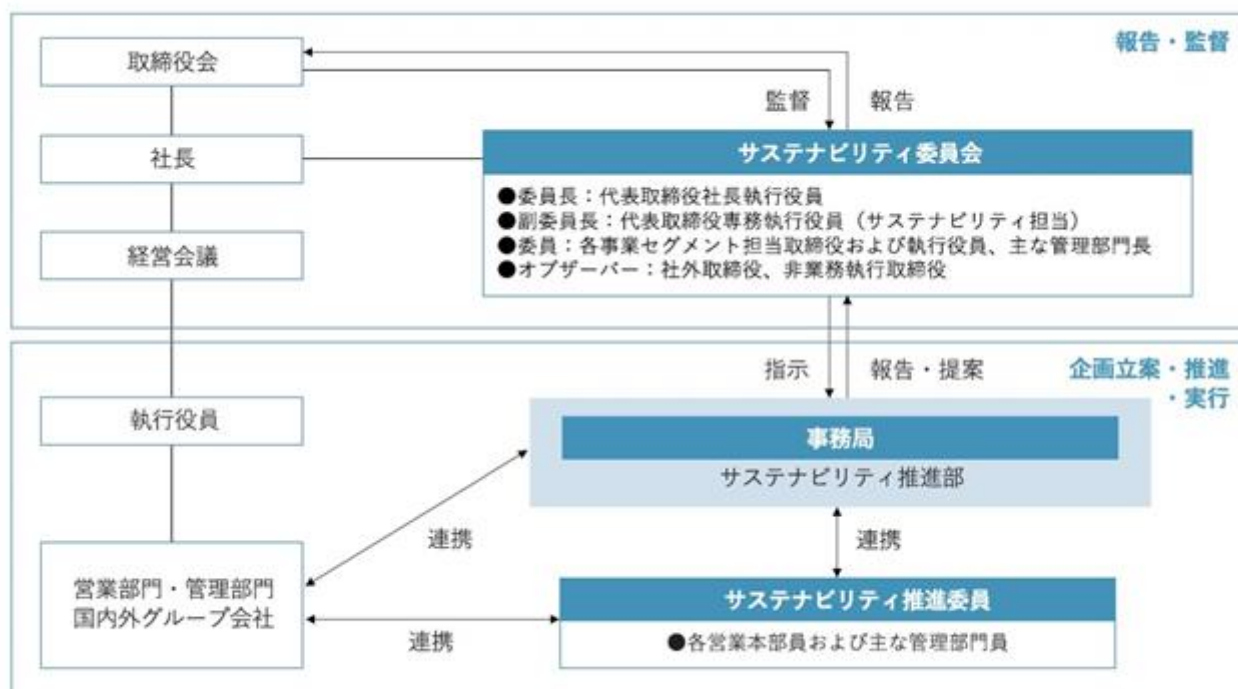 報告・監督
取締役会
監督
報告
社長
サステナビリティ委員会
●委員長：代表取締役社長執行役員
●副委員長：代表取締役専務執行役員（サステナビリティ担当）
●委員：各事業セグメント担当取締役および執行役員、主な管理部門長
●オブザーバー：社外取締役、非業務執行取締役
経営会議
指示
報告・提案
企画立案・推進
・実行
執行役員
事務局
サステナビリティ推進部
連携
連携
営業部門・管理部門
国内外グループ会社
サステナビリティ推進委員
連携
●各営業本部員および主な管理部門員